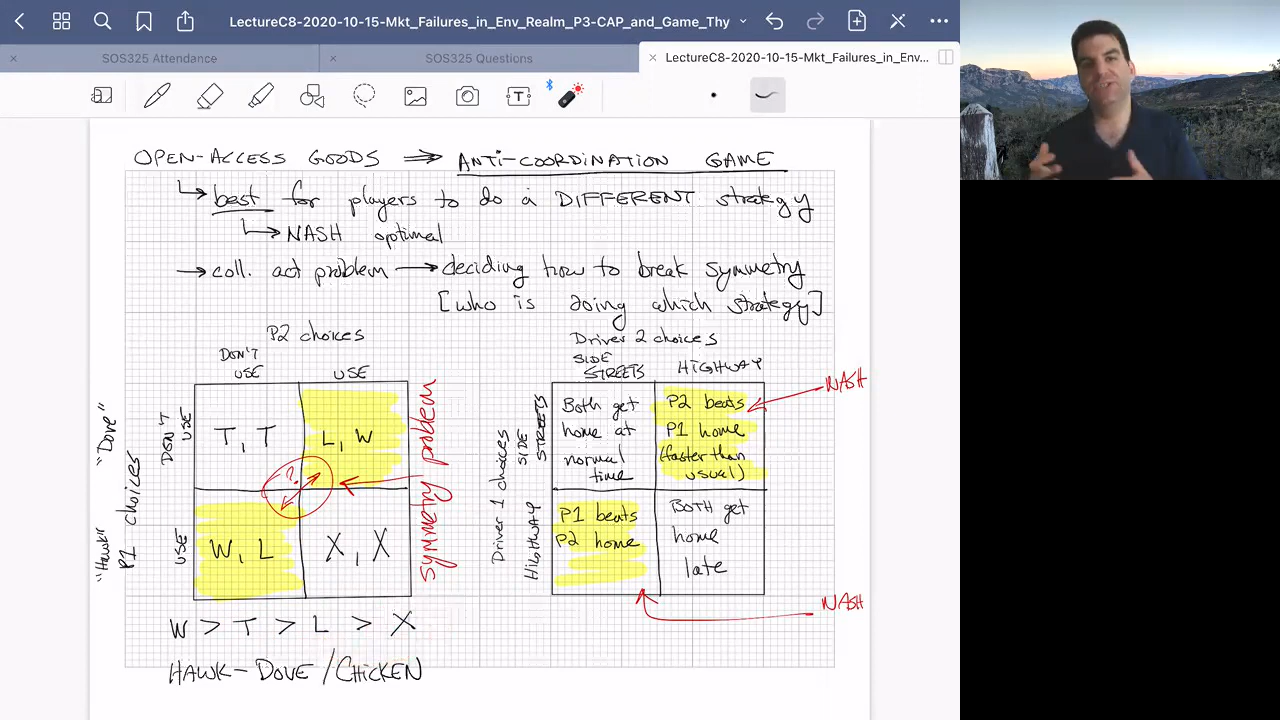 LectureC8-2020-10-15-Mkt_Failures_in_Env_Realm_P3-CAP_and_Game_Thy
SOS325 Attendance
SOS325 Questions
LectureC8-2020-10-15-Mkt_Failures_in_Env...
OPEN-ACCESS GOODS ⇒ ANTI-COORDINATION GAME
↳ best for players to do a DIFFERENT strategy
↳ NASH optimal
→ coll. act problem → deciding how to break symmetry
[who is doing which strategy]
P2 choices
DON'T USE
USE
"Hawk" "Dove"
P1 choices
DON'T USE
USE
T, T
L, W
W, L
X, X
?
symmetry problem
W > T > L > X
HAWK-DOVE/CHICKEN
Driver 2 choices
SIDE STREETS
HIGHWAY
Driver 1 choices
SIDE STREETS
HIGHWAY
Both get
home at
normal
time
P2 beats
P1 home
(faster than
usual)
P1 beats
P2 home
BOTH get
home
late
NASH
NASH